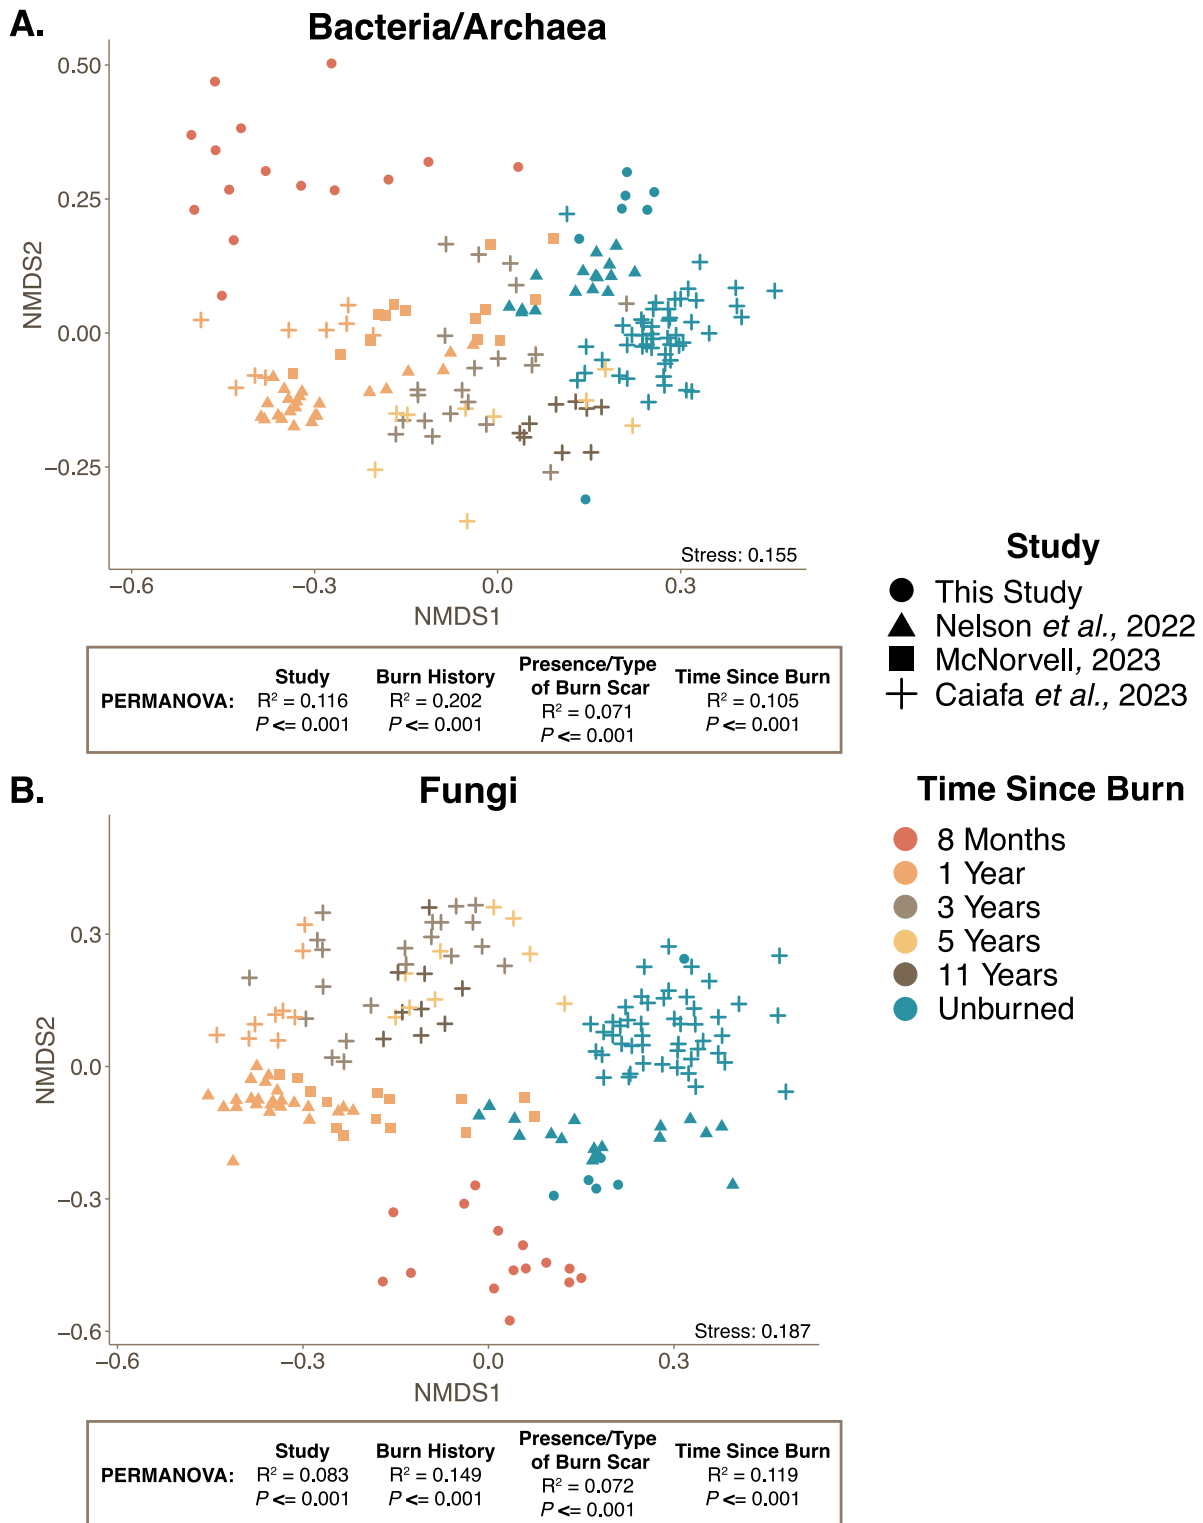 A.
Bacteria/Archaea
0.50
0.25
0.00
−0.25
NMDS2
Stress: 0.155
−0.6
−0.3
0.0
0.3
NMDS1
PERMANOVA:
Study
R² = 0.116
P <= 0.001
Burn History
R² = 0.202
P <= 0.001
Presence/Type
of Burn Scar
R² = 0.071
P <= 0.001
Time Since Burn
R² = 0.105
P <= 0.001
Study
This Study
Nelson et al., 2022
McNorvell, 2023
Caiafa et al., 2023
B.
Fungi
0.3
0.0
−0.3
−0.6
NMDS2
Stress: 0.187
−0.6
−0.3
0.0
0.3
NMDS1
Time Since Burn
8 Months
1 Year
3 Years
5 Years
11 Years
Unburned
PERMANOVA:
Study
R² = 0.083
P <= 0.001
Burn History
R² = 0.149
P <= 0.001
Presence/Type
of Burn Scar
R² = 0.072
P <= 0.001
Time Since Burn
R² = 0.119
P <= 0.001